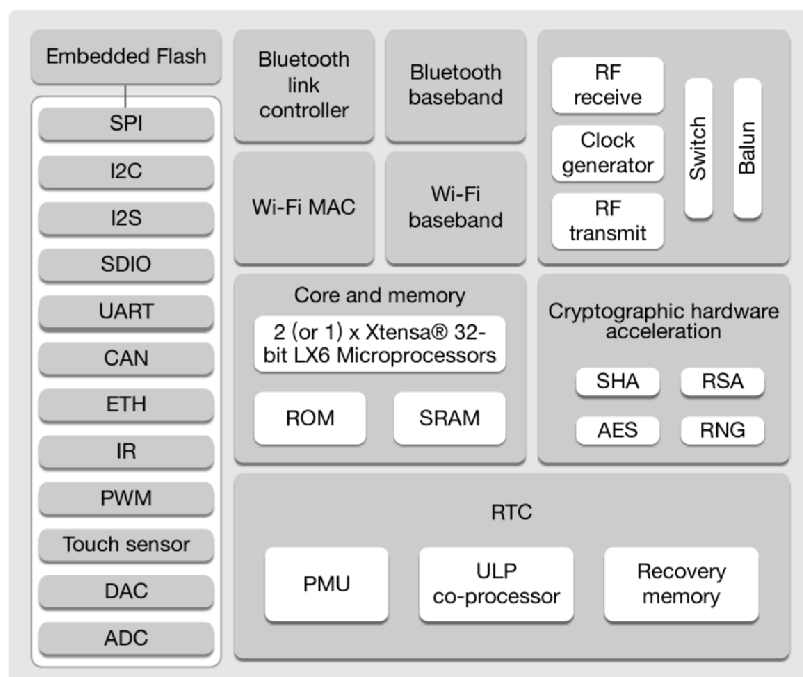 Embedded Flash
SPI
I2C
I2S
SDIO
UART
CAN
ETH
IR
PWM
Touch sensor
DAC
ADC
Bluetooth
link
controller
Bluetooth
baseband
Wi-Fi MAC
Wi-Fi
baseband
RF
receive
Clock
generator
RF
transmit
Switch
Balun
Core and memory
2 (or 1) x Xtensa® 32-
bit LX6 Microprocessors
ROM
SRAM
Cryptographic hardware
acceleration
SHA
RSA
AES
RNG
RTC
PMU
ULP
co-processor
Recovery
memory